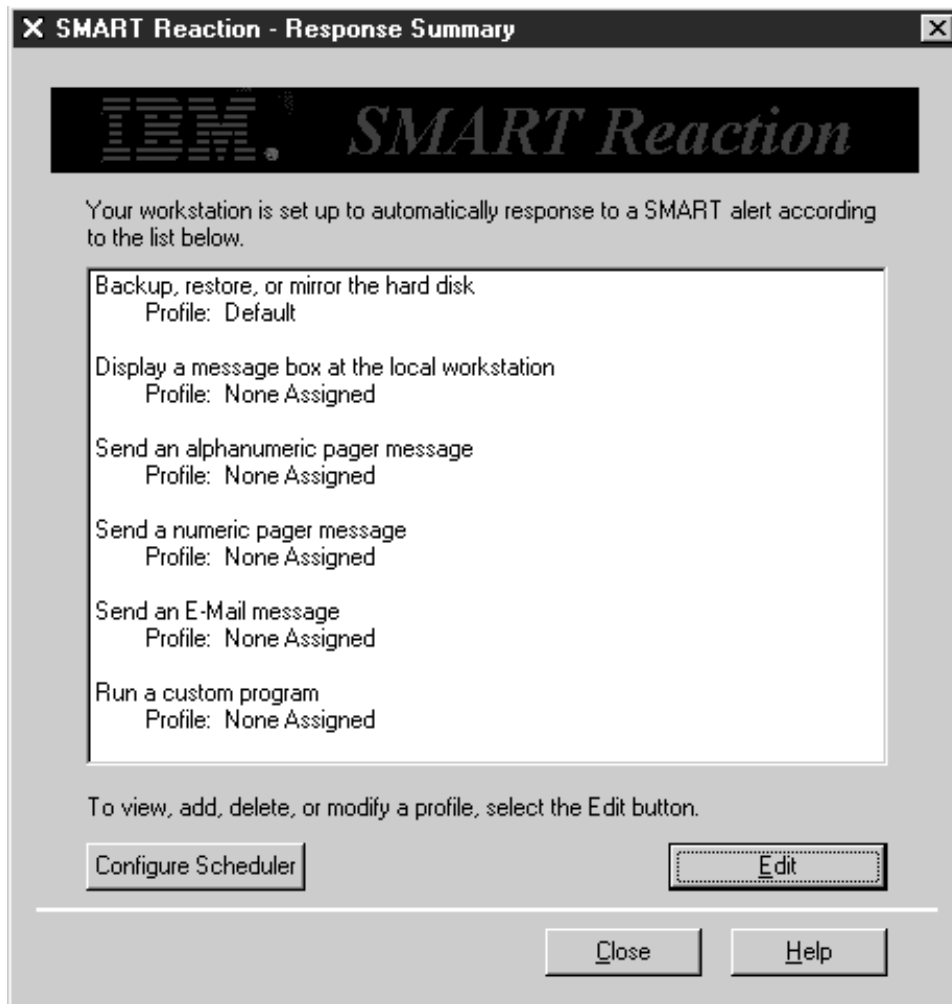 SMART Reaction - Response Summary
IBM. SMART Reaction
Your workstation is set up to automatically response to a SMART alert according
to the list below.
Backup, restore, or mirror the hard disk
Profile: Default
Display a message box at the local workstation
Profile: None Assigned
Send an alphanumeric pager message
Profile: None Assigned
Send a numeric pager message
Profile: None Assigned
Send an E-Mail message
Profile: None Assigned
Run a custom program
Profile: None Assigned
To view, add, delete, or modify a profile, select the Edit button.
Configure Scheduler
Edit
Close
Help